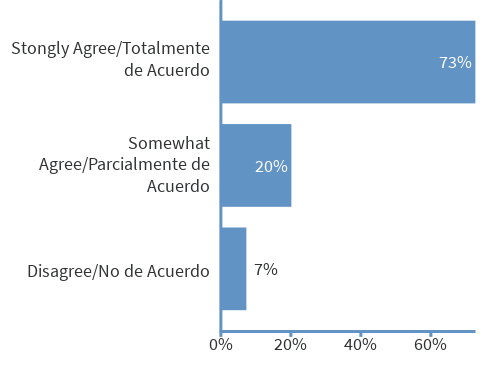 Stongly Agree/Totalmente
de Acuerdo
73%
Somewhat
Agree/Parcialmente de
Acuerdo
20%
Disagree/No de Acuerdo
7%
0% 20% 40% 60%